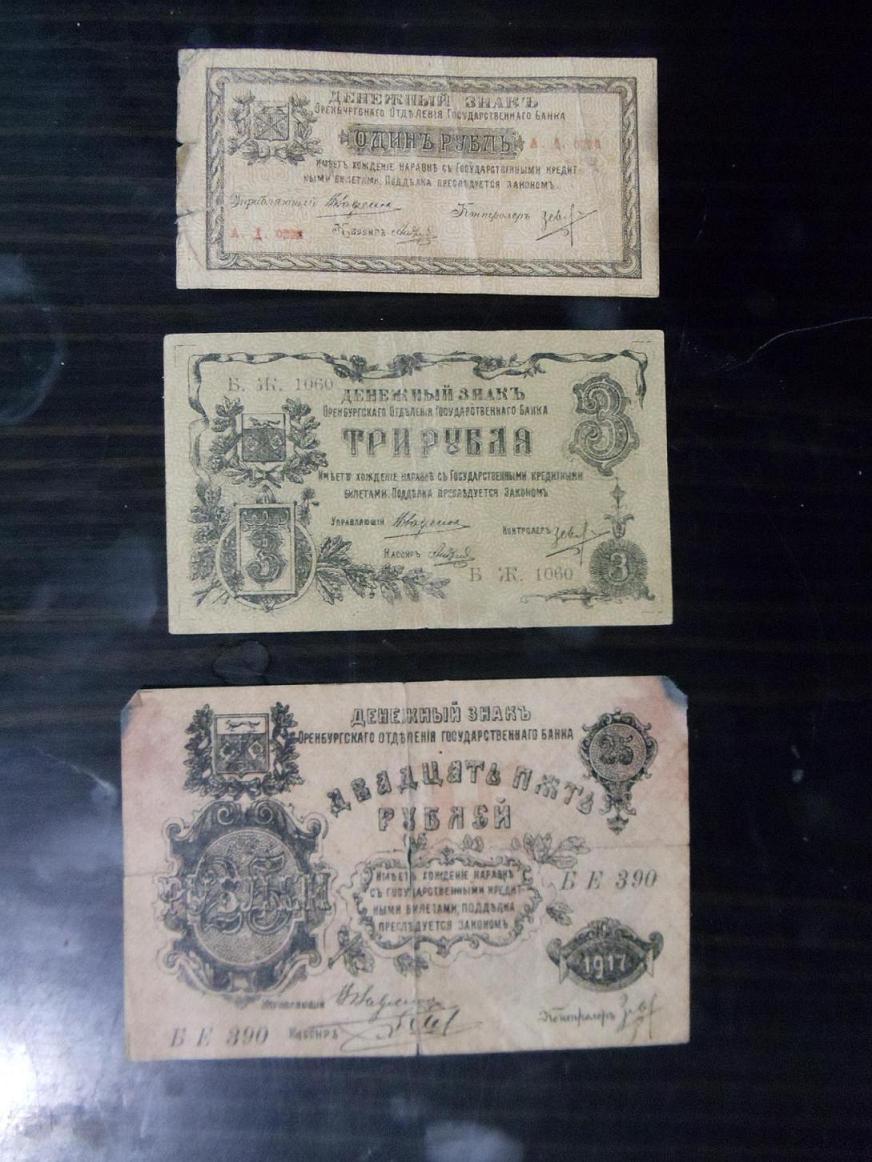 ДЕНЕЖНЫЙ ЗНАКЪ
ОРЕНБУРГСКАГО ОТДѢЛЕНІЯ ГОСУДАРСТВЕННАГО БАНКА
ОДИНЪ РУБЛЬ
А. Д.
ИМѢЕТЪ ХОЖДЕНІЕ НАРАВНѢ СЪ ГОСУДАРСТВЕННЫМИ КРЕДИТ-
НЫМИ БИЛЕТАМИ. ПОДДѢЛКА ПРЕСЛѢДУЕТСЯ ЗАКОНОМЪ.
Управляющій
Контролеръ
А. Д.
Кассиръ
Б. Ж. 1060
ДЕНЕЖНЫЙ ЗНАКЪ
ОРЕНБУРГСКАГО ОТДѢЛЕНІЯ ГОСУДАРСТВЕННАГО БАНКА
3
ТРИ РУБЛЯ
ИМѢЕТЪ ХОЖДЕНІЕ НАРАВНѢ СЪ ГОСУДАРСТВЕННЫМИ КРЕДИТНЫМИ
БИЛЕТАМИ. ПОДДѢЛКА ПРЕСЛѢДУЕТСЯ ЗАКОНОМЪ
3
УПРАВЛЯЮЩІЙ
КОНТРОЛЕРЪ
КАССИРЪ
Б Ж. 1060
3
ДЕНЕЖНЫЙ ЗНАКЪ
ОРЕНБУРГСКАГО ОТДѢЛЕНІЯ ГОСУДАРСТВЕННАГО БАНКА
25
ДВАДЦАТЬ ПЯТЬ
РУБЛЕЙ
25
ИМѢЕТЪ ХОЖДЕНІЕ НАРАВНѢ
СЪ ГОСУДАРСТВЕННЫМИ КРЕДИТ-
НЫМИ БИЛЕТАМИ, ПОДДѢЛКА
ПРЕСЛѢДУЕТСЯ ЗАКОНОМЪ
Б Е 390
1917
Управляющій
Контролеръ
Б Е 390
Кассиръ